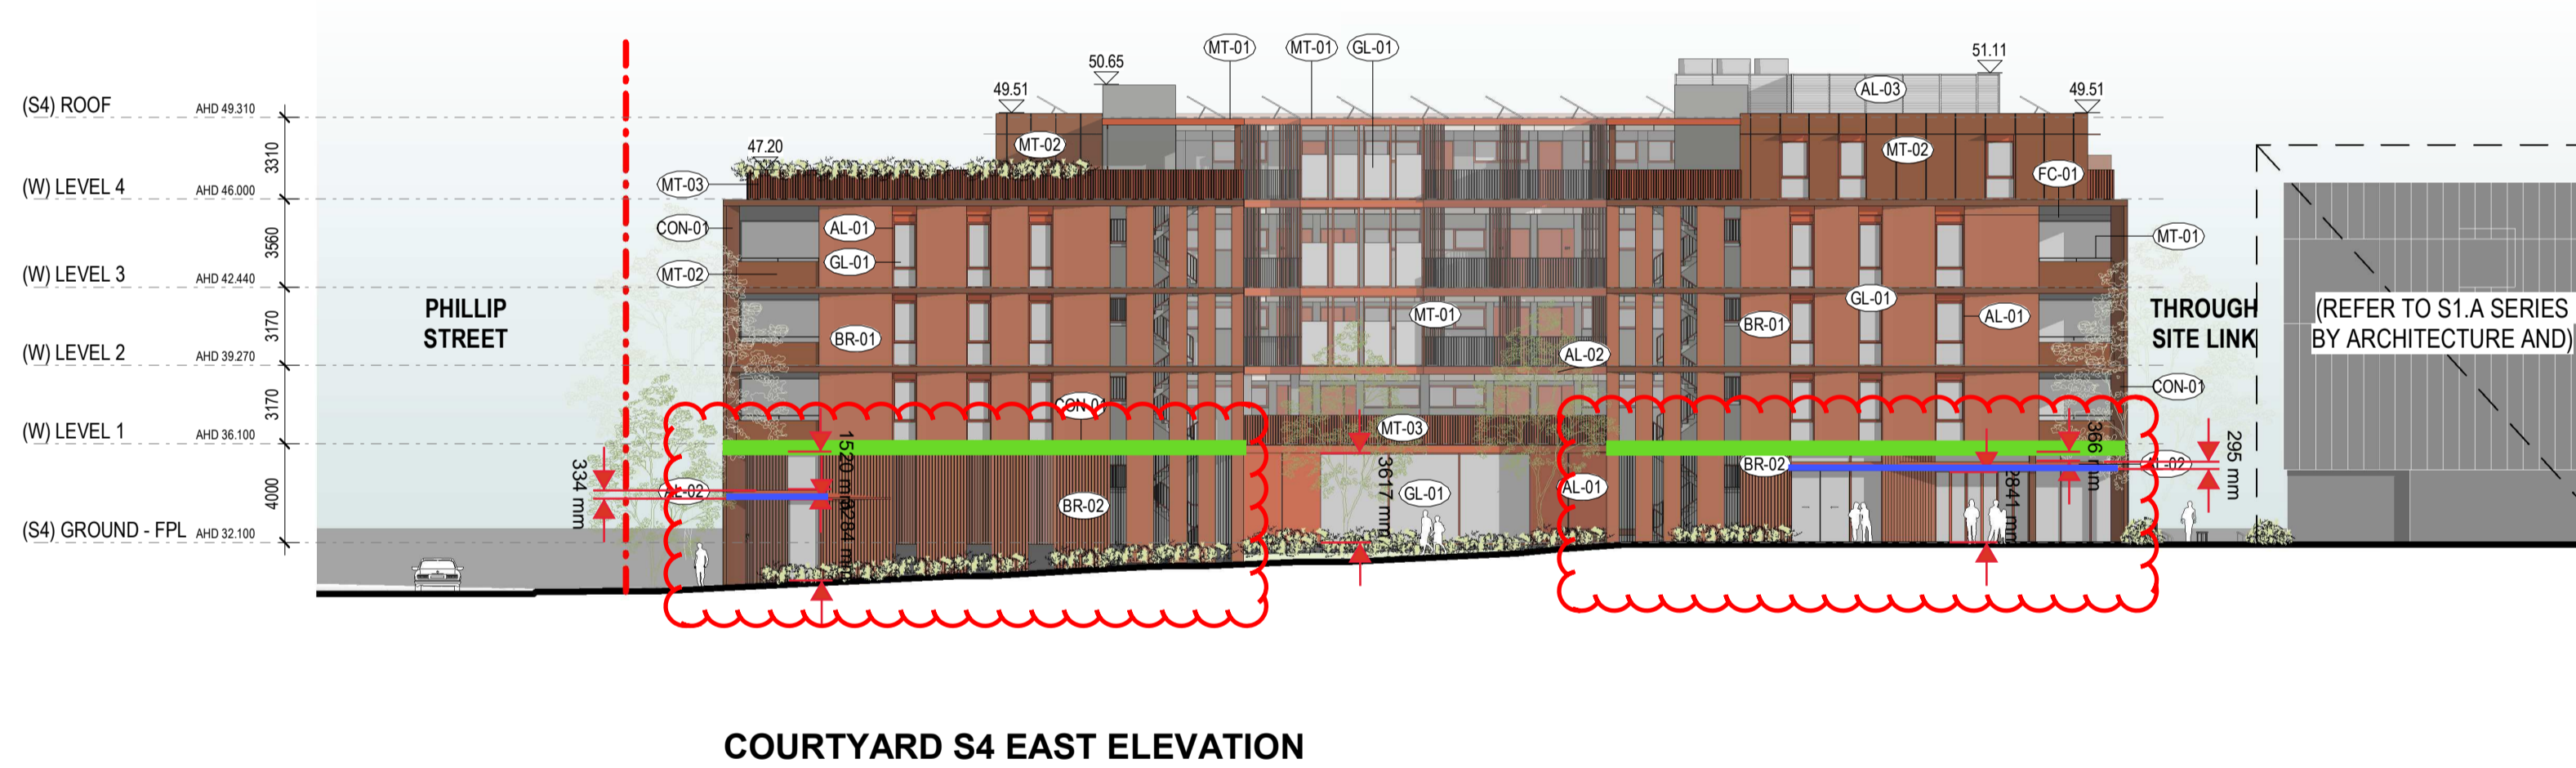 MT-01
MT-01
GL-01
51.11
50.65
49.51
AL-03
49.51
(S4) ROOF
AHD 49.310
MT-02
MT-02
47.20
3310
FC-01
(W) LEVEL 4
AHD 46.000
MT-03
CON-01
AL-01
MT-01
3560
GL-01
(W) LEVEL 3
AHD 42.440
MT-02
GL-01
PHILLIP
STREET
MT-01
BR-01
AL-01
THROUGH
SITE LINK
(REFER TO S1.A SERIES
BY ARCHITECTURE AND)
3170
BR-01
(W) LEVEL 2
AHD 39.270
AL-02
CON-01
3170
CON-01
(W) LEVEL 1
AHD 36.100
MT-03
1520 mm
366 mm
295 mm
334 mm
3617 mm
BR-02
AL-02
AL-02
4000
GL-01
AL-01
2841 mm
BR-02
(S4) GROUND - FPL
AHD 32.100
COURTYARD S4 EAST ELEVATION